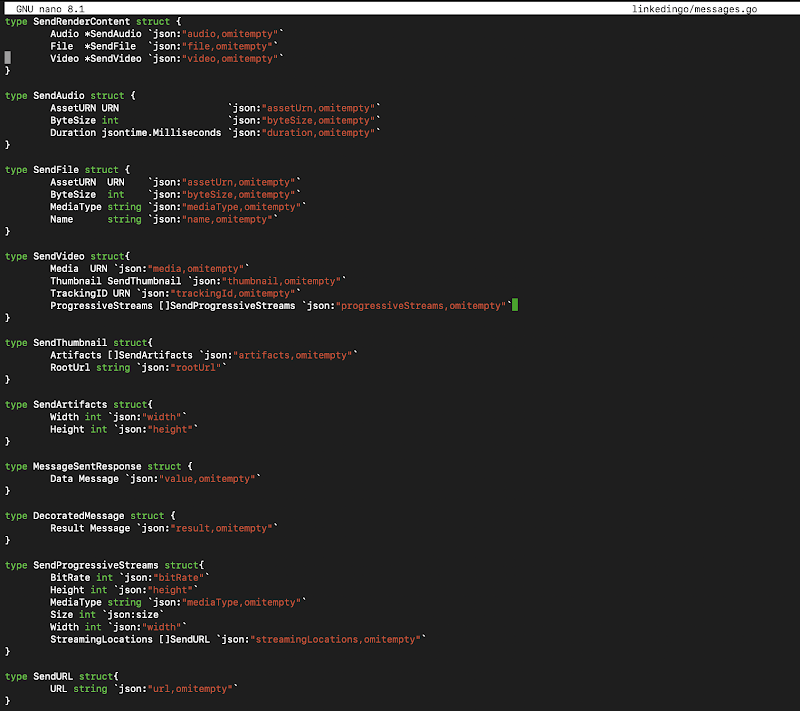 GNU nano 8.1 linkedingo/messages.go
type SendRenderContent struct {
        Audio *SendAudio `json:"audio,omitempty"`
        File  *SendFile  `json:"file,omitempty"`
        Video *SendVideo `json:"video,omitempty"`
}

type SendAudio struct {
        AssetURN URN                   `json:"assetUrn,omitempty"`
        ByteSize int                   `json:"byteSize,omitempty"`
        Duration jsontime.Milliseconds `json:"duration,omitempty"`
}

type SendFile struct {
        AssetURN  URN    `json:"assetUrn,omitempty"`
        ByteSize  int    `json:"byteSize,omitempty"`
        MediaType string `json:"mediaType,omitempty"`
        Name      string `json:"name,omitempty"`
}

type SendVideo struct{
        Media  URN `json:"media,omitempty"`
        Thumbnail SendThumbnail `json:"thumbnail,omitempty"`
        TrackingID URN `json:"trackingId,omitempty"`
        ProgressiveStreams []SendProgressiveStreams `json:"progressiveStreams,omitempty"`
}

type SendThumbnail struct{
        Artifacts []SendArtifacts `json:"artifacts,omitempty"`
        RootUrl string `json:"rootUrl"`
}

type SendArtifacts struct{
        Width int `json:"width"`
        Height int `json:"height"`
}

type MessageSentResponse struct {
        Data Message `json:"value,omitempty"`
}

type DecoratedMessage struct {
        Result Message `json:"result,omitempty"`
}

type SendProgressiveStreams struct{
        BitRate int `json:"bitRate"`
        Height int `json:"height"`
        MediaType string `json:"mediaType,omitempty"`
        Size int `json:size`
        Width int `json:"width"`
        StreamingLocations []SendURL `json:"streamingLocations,omitempty"`
}

type SendURL struct{
        URL string `json:"url,omitempty"`
}